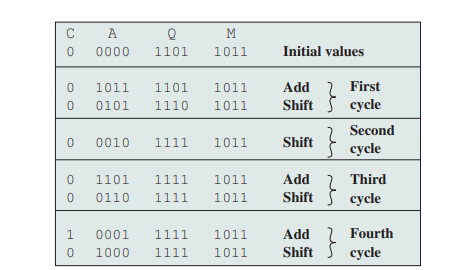 C A Q M
0 0000 1101 1011 Initial values
0 1011 1101 1011 Add First
0 0101 1110 1011 Shift cycle
0 0010 1111 1011 Shift Second cycle
0 1101 1111 1011 Add Third
0 0110 1111 1011 Shift cycle
1 0001 1111 1011 Add Fourth
0 1000 1111 1011 Shift cycle